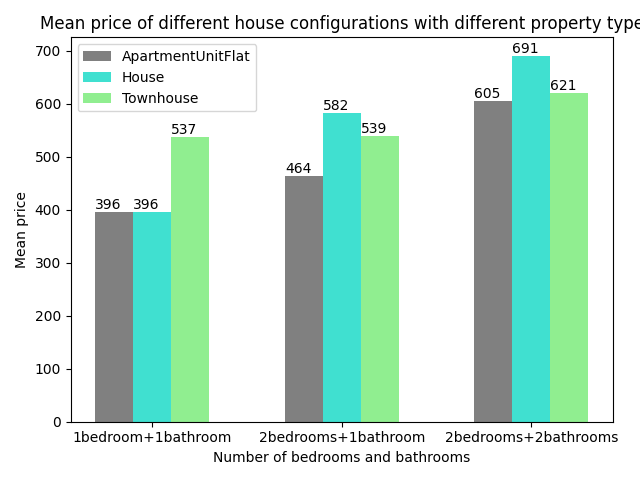 Mean price of different house configurations with different property type
700
600
500
400
300
200
100
0
Mean price
ApartmentUnitFlat
House
Townhouse
396
396
537
464
582
539
605
691
621
1bedroom+1bathroom
2bedrooms+1bathroom
2bedrooms+2bathrooms
Number of bedrooms and bathrooms